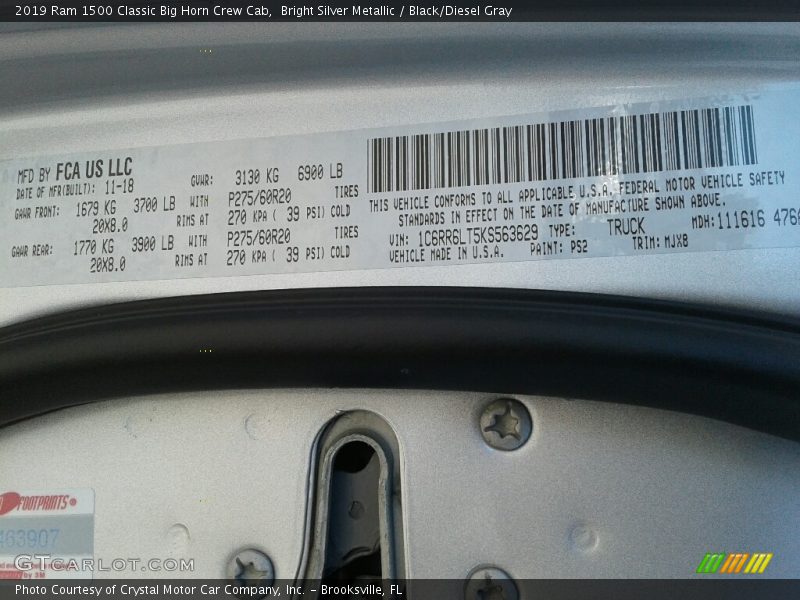 2019 Ram 1500 Classic Big Horn Crew Cab, Bright Silver Metallic / Black/Diesel Gray
MFD BY FCA US LLC
DATE OF MFR(BUILT): 11-18 GVWR: 3130 KG 6900 LB
GAWR FRONT: 1679 KG 3700 LB WITH P275/60R20 TIRES
20X8.0 RIMS AT 270 KPA ( 39 PSI) COLD
GAWR REAR: 1770 KG 3900 LB WITH P275/60R20 TIRES
20X8.0 RIMS AT 270 KPA ( 39 PSI) COLD
THIS VEHICLE CONFORMS TO ALL APPLICABLE U.S.A. FEDERAL MOTOR VEHICLE SAFETY
STANDARDS IN EFFECT ON THE DATE OF MANUFACTURE SHOWN ABOVE.
VIN: 1C6RR6LT5KS563629 TYPE: TRUCK MDH:111616 476
VEHICLE MADE IN U.S.A. PAINT: PS2 TRIM: MJX8
FOOTPRINTS
463907
by 3M
GTcarlot.com
Photo Courtesy of Crystal Motor Car Company, Inc. - Brooksville, FL